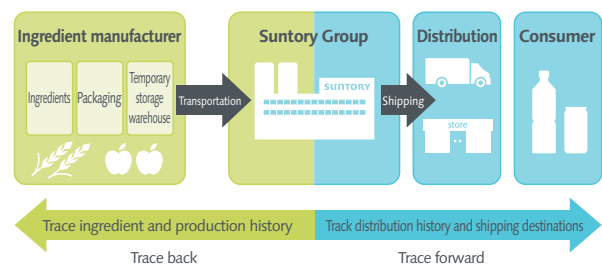 Ingredient manufacturer
Ingredients
Packaging
Temporary
storage
warehouse
Transportation
Suntory Group
SUNTORY
Shipping
Distribution
store
Consumer
Trace ingredient and production history
Track distribution history and shipping destinations
Trace back
Trace forward